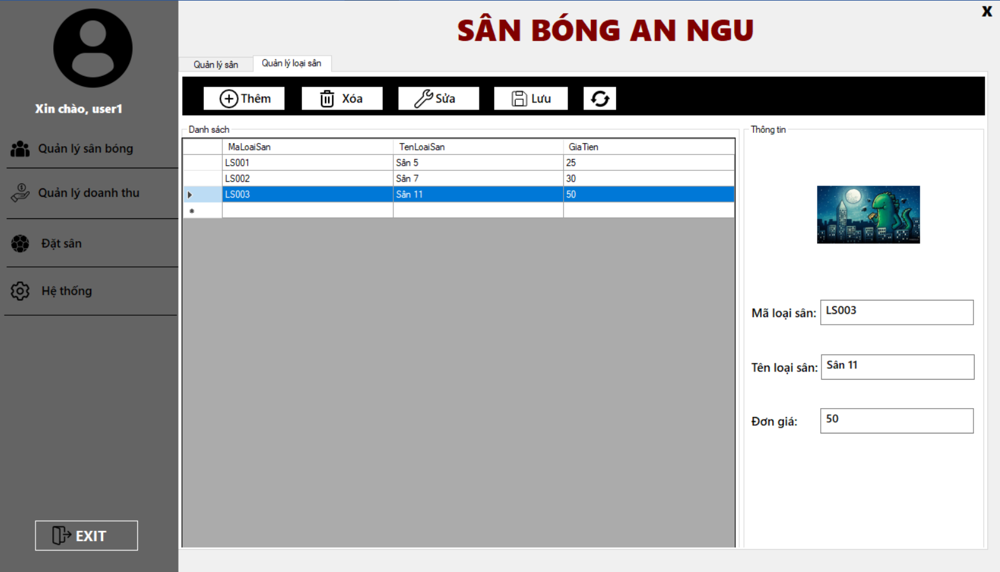 X
SÂN BÓNG AN NGU
Xin chào, user1
Quản lý sân bóng
Quản lý doanh thu
Đặt sân
Hệ thống
EXIT
Quản lý sân
Quản lý loại sân
Thêm
Xóa
Sửa
Lưu
Danh sách
MaLoaiSan TenLoaiSan GiaTien
LS001 Sân 5 25
LS002 Sân 7 30
LS003 Sân 11 50
Thông tin
Mã loại sân: LS003
Tên loại sân: Sân 11
Đơn giá: 50